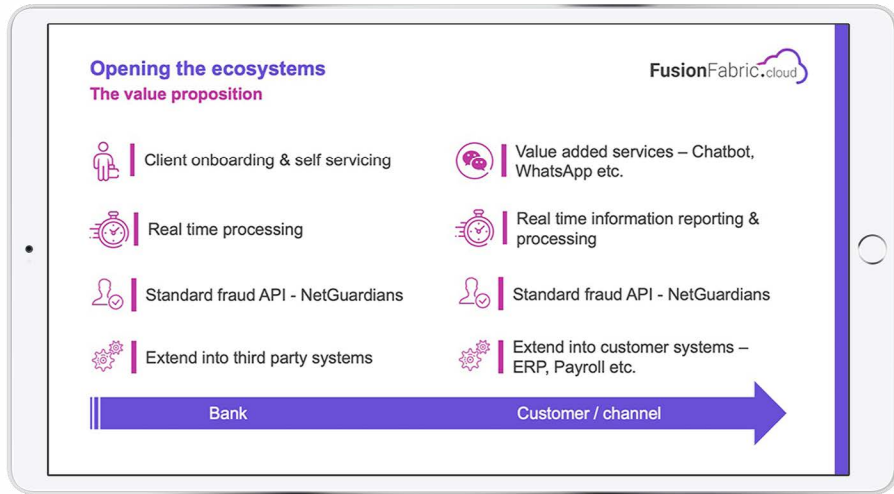 Opening the ecosystems
The value proposition
FusionFabric.cloud
Client onboarding & self servicing
Real time processing
Standard fraud API - NetGuardians
Extend into third party systems
Value added services – Chatbot,
WhatsApp etc.
Real time information reporting &
processing
Standard fraud API - NetGuardians
Extend into customer systems –
ERP, Payroll etc.
Bank
Customer / channel